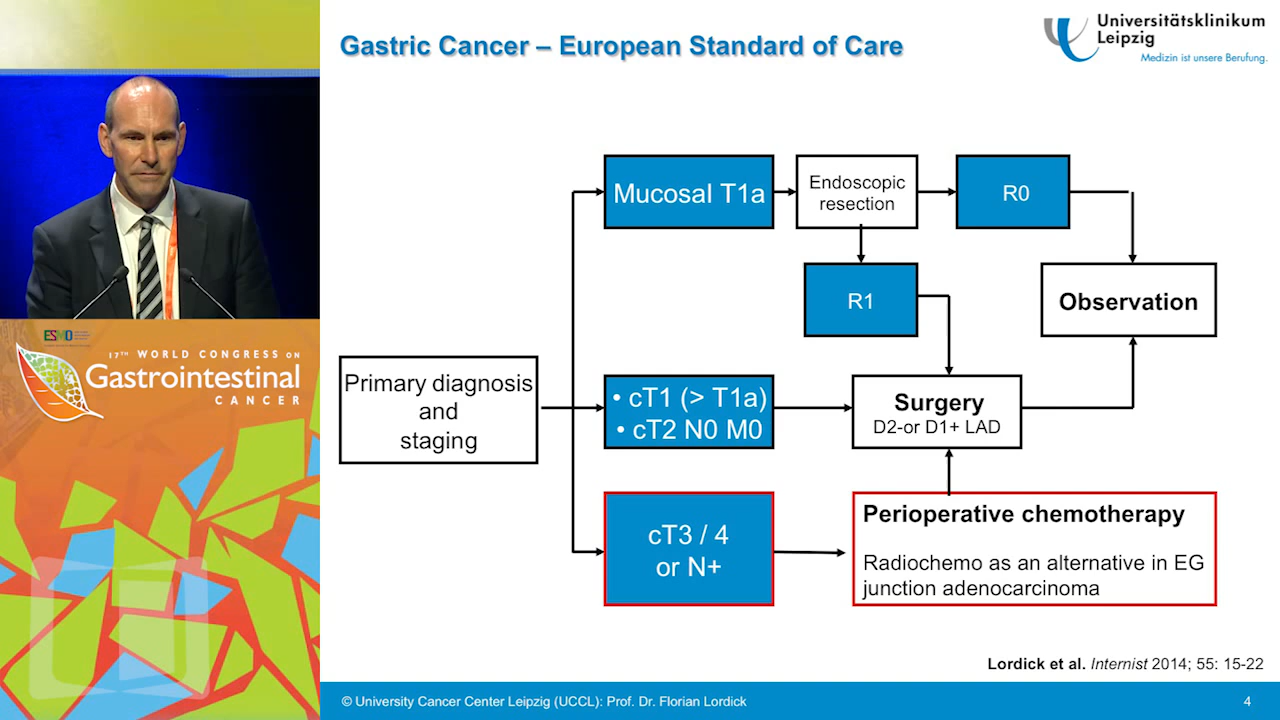 Gastric Cancer – European Standard of Care
Universitätsklinikum
Leipzig
Medizin ist unsere Berufung.
ESMO
17TH WORLD CONGRESS ON
Gastrointestinal
CANCER
Primary diagnosis
and
staging
Mucosal T1a
Endoscopic
resection
R0
R1
Observation
• cT1 (> T1a)
• cT2 N0 M0
Surgery
D2-or D1+ LAD
cT3 / 4
or N+
Perioperative chemotherapy
Radiochemo as an alternative in EG
junction adenocarcinoma
Lordick et al. Internist 2014; 55: 15-22
© University Cancer Center Leipzig (UCCL): Prof. Dr. Florian Lordick
4